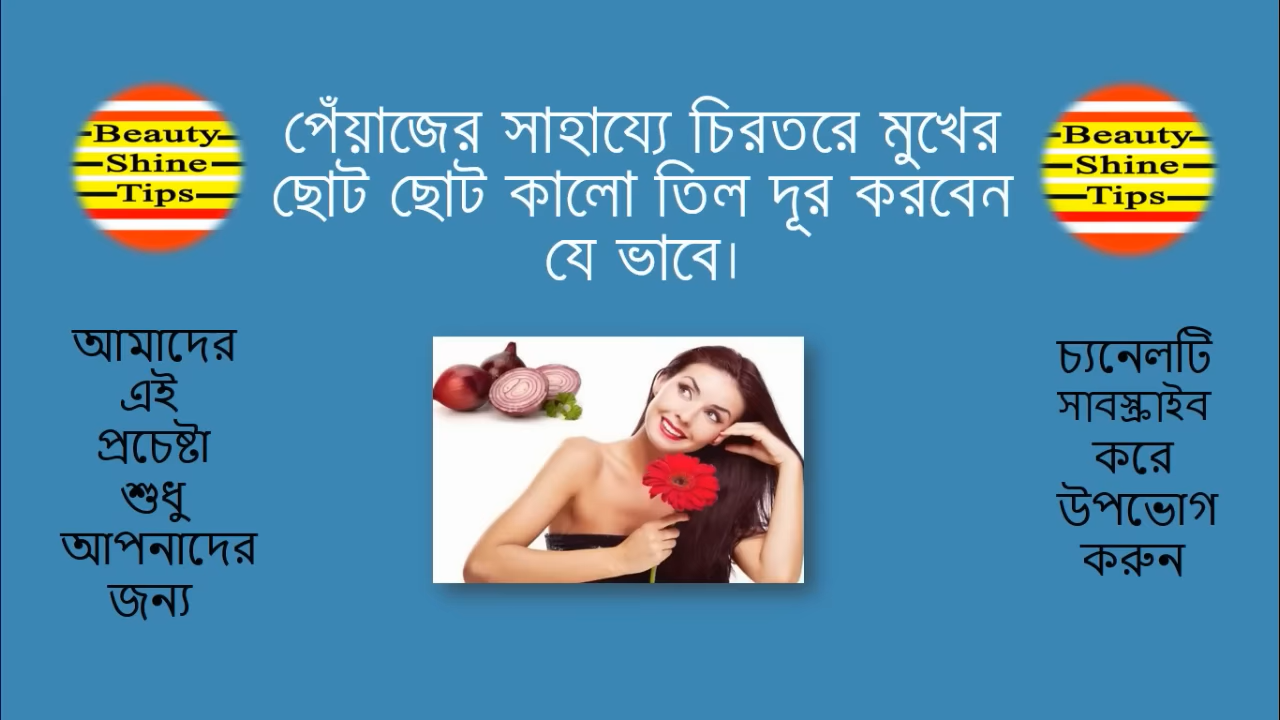 Beauty
Shine
Tips
পেঁয়াজের সাহায্যে চিরতরে মুখের
ছোট ছোট কালো তিল দূর করবেন
যে ভাবে।
Beauty
Shine
Tips
আমাদের
এই
প্রচেষ্টা
শুধু
আপনাদের
জন্য
চ্যনেলটি
সাবস্ক্রাইব
করে
উপভোগ
করুন